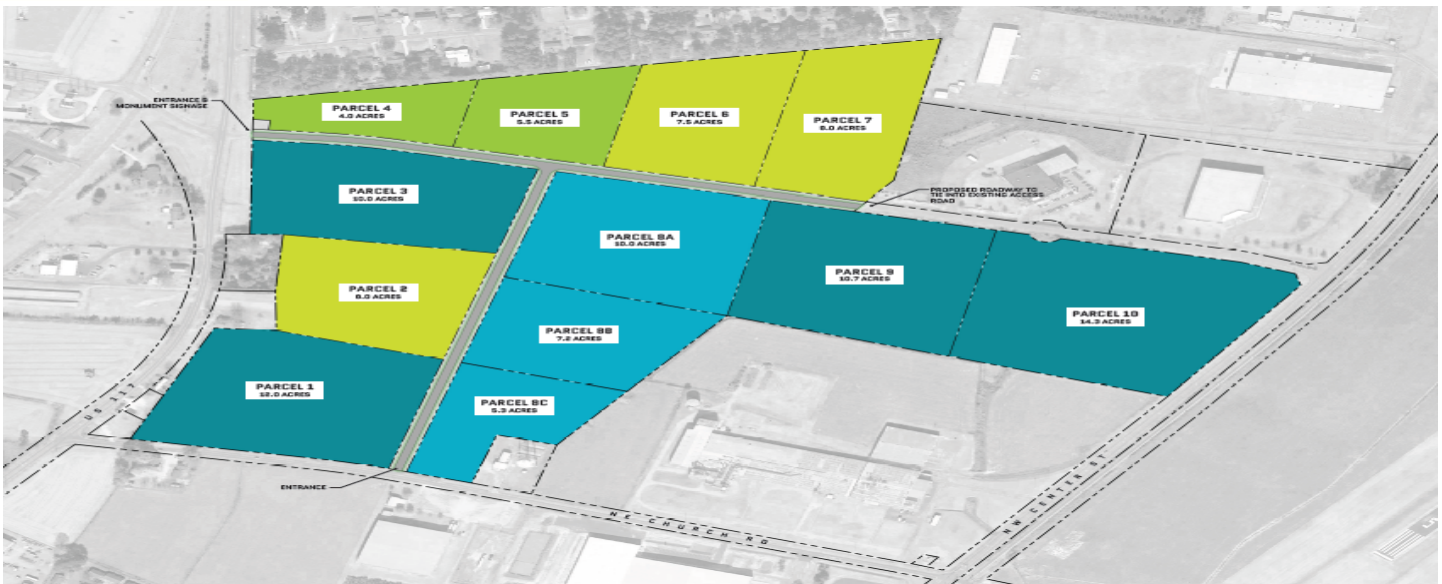 ENTRANCE &
MONUMENT SIGNAGE
PARCEL 4
4.0 ACRES
PARCEL 5
5.5 ACRES
PARCEL 6
7.5 ACRES
PARCEL 7
8.0 ACRES
PARCEL 3
10.0 ACRES
PROPOSED ROADWAY TO
TIE INTO EXISTING ACCESS
ROAD
PARCEL 8A
10.0 ACRES
PARCEL 9
10.7 ACRES
PARCEL 2
8.0 ACRES
PARCEL 10
14.3 ACRES
PARCEL 8B
7.2 ACRES
PARCEL 1
12.0 ACRES
PARCEL 8C
5.3 ACRES
US 117
ENTRANCE
NE CHURCH RD
NW CENTER ST